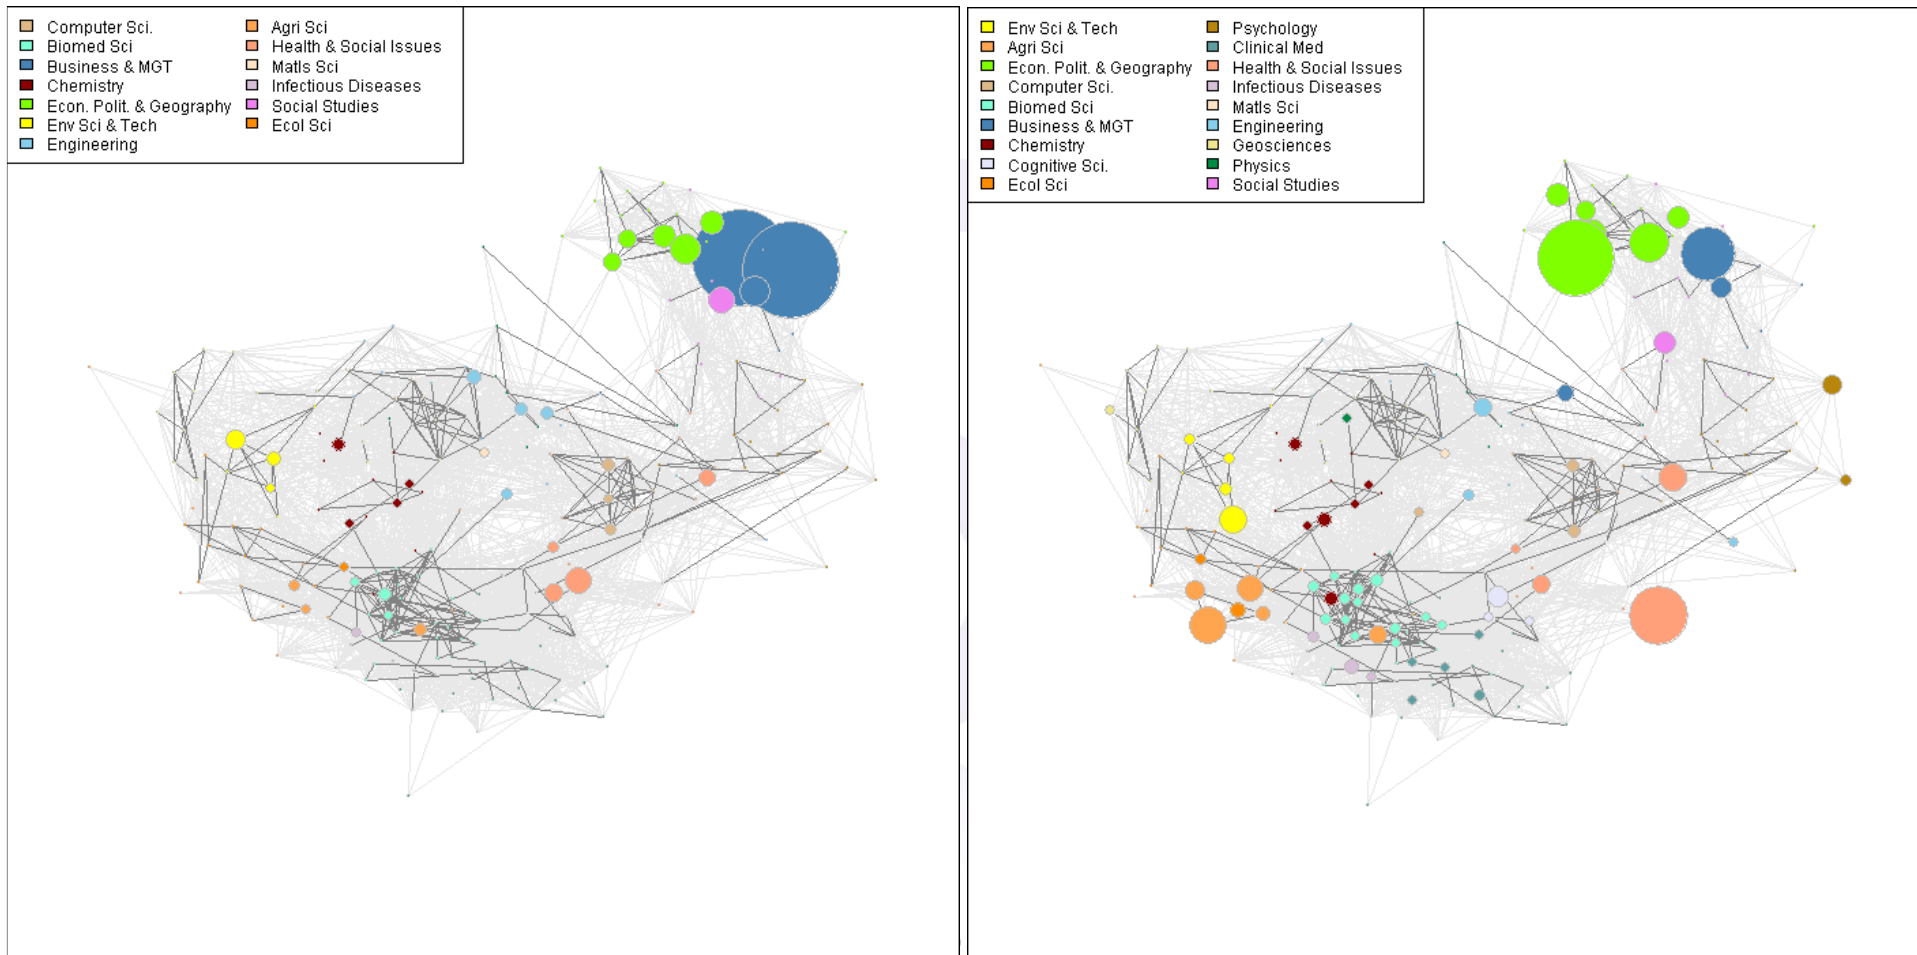 Computer Sci.
Biomed Sci
Business & MGT
Chemistry
Econ. Polit. & Geography
Env Sci & Tech
Engineering
Agri Sci
Health & Social Issues
Matls Sci
Infectious Diseases
Social Studies
Ecol Sci
Env Sci & Tech
Agri Sci
Econ. Polit. & Geography
Computer Sci.
Biomed Sci
Business & MGT
Chemistry
Cognitive Sci.
Ecol Sci
Psychology
Clinical Med
Health & Social Issues
Infectious Diseases
Matls Sci
Engineering
Geosciences
Physics
Social Studies